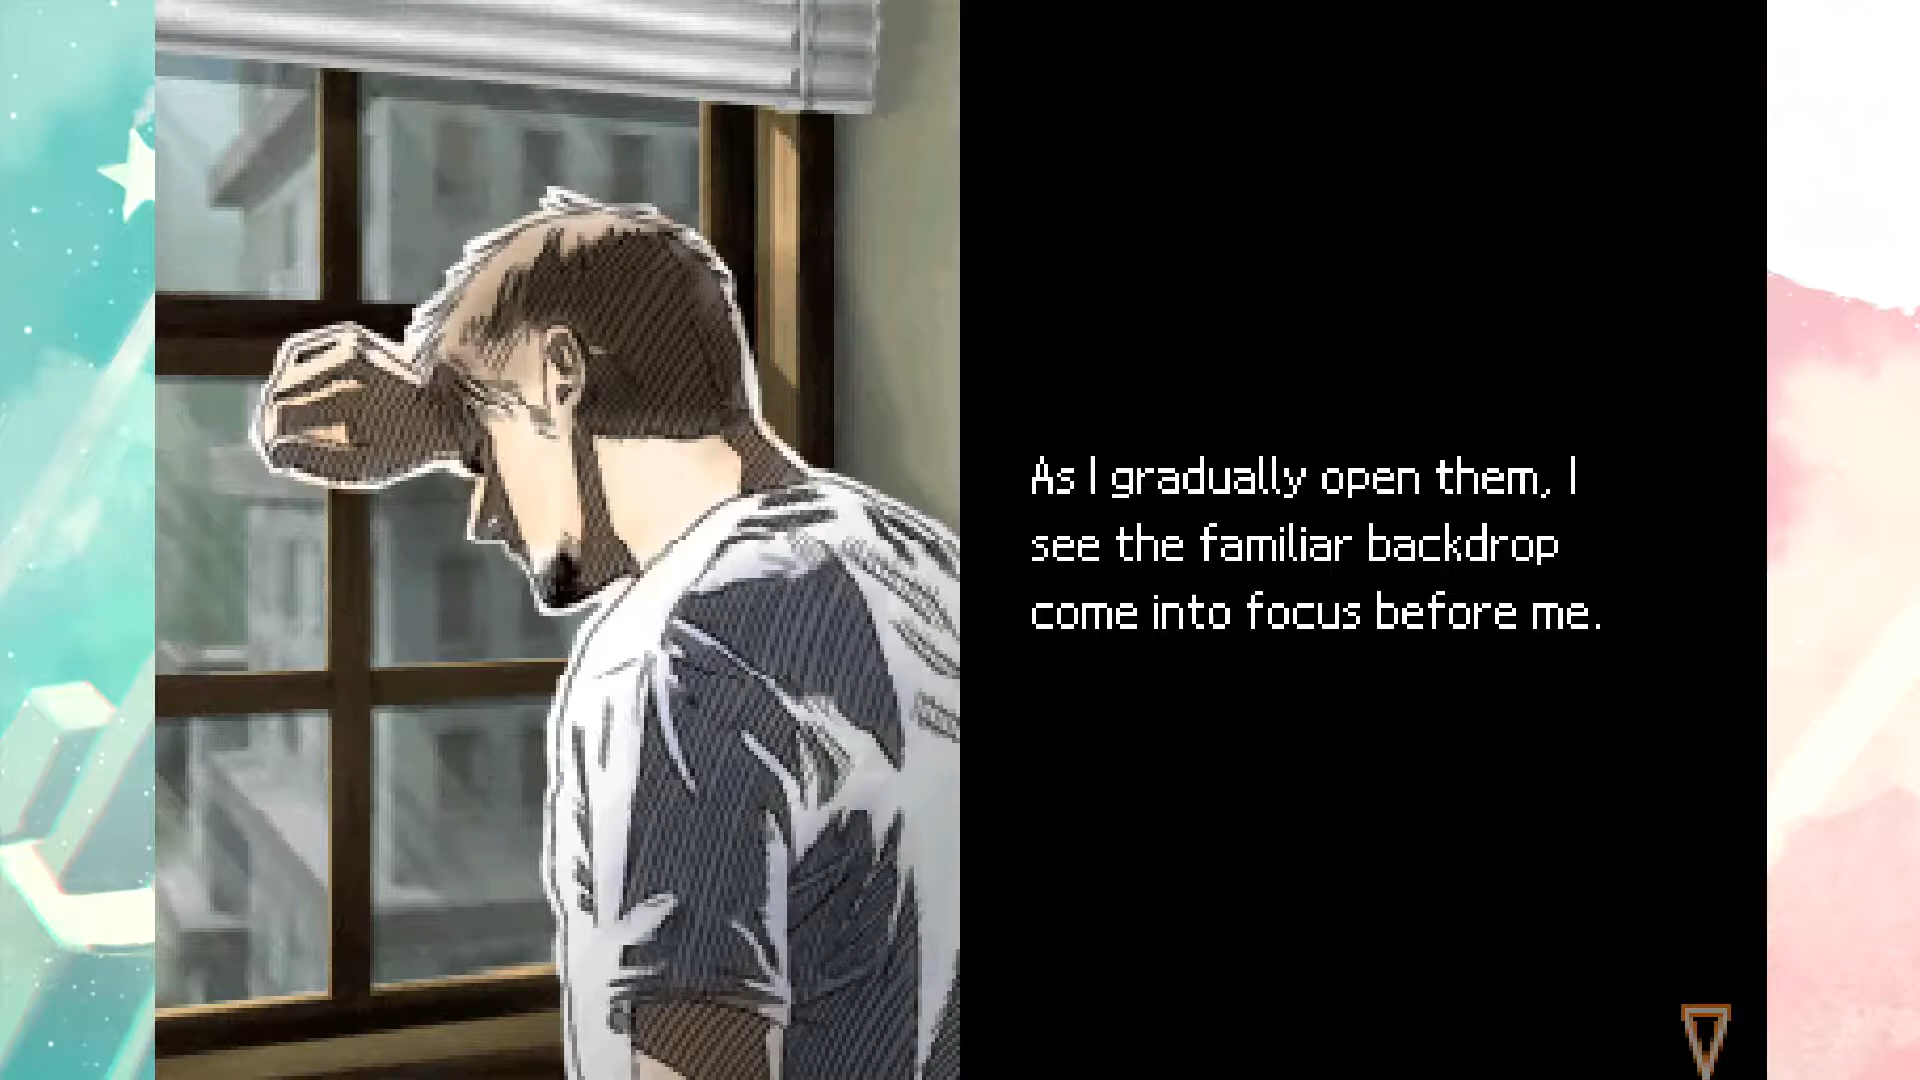 As I gradually open them, I
see the familiar backdrop
come into focus before me.